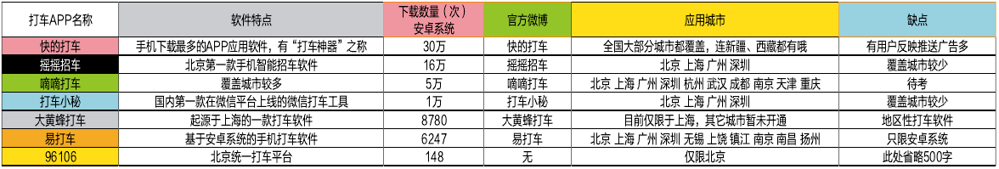 打车APP名称 软件特点 下载数量（次）安卓系统 官方微博 应用城市 缺点
快的打车 手机下载最多的APP应用软件，有“打车神器”之称 30万 快的打车 全国大部分城市都覆盖，连新疆、西藏都有哦 有用户反映推送广告多
摇摇招车 北京第一款手机智能招车软件 16万 摇摇招车 北京 上海 广州 深圳 覆盖城市较少
嘀嘀打车 覆盖城市较多 5万 嘀嘀打车 北京 上海 广州 深圳 杭州 武汉 成都 南京 天津 重庆 待考
打车小秘 国内第一款在微信平台上线的微信打车工具 1万 打车小秘 北京 上海 广州 深圳 覆盖城市较少
大黄蜂打车 起源于上海的一款打车软件 8780 大黄蜂打车 目前仅限于上海，其它城市暂未开通 地区性打车软件
易打车 基于安卓系统的手机打车软件 6247 易打车 北京 上海 广州 深圳 无锡 上饶 镇江 南京 南昌 扬州 只限安卓系统
96106 北京统一打车平台 148 无 仅限北京 此处省略500字